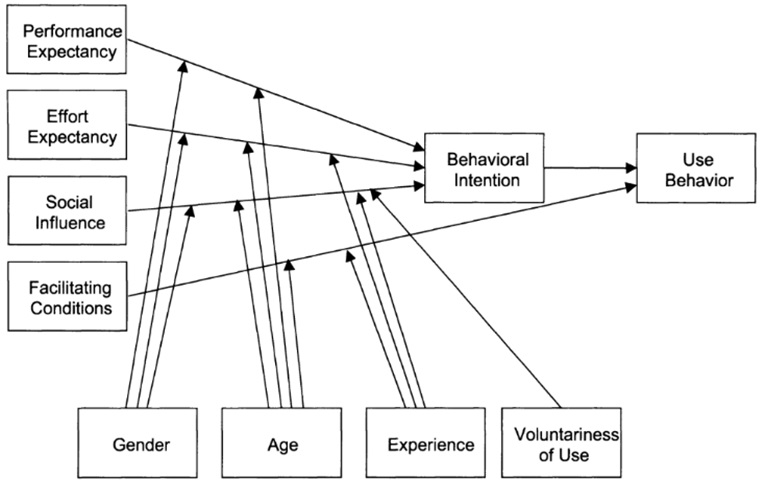 Performance
Expectancy
Effort
Expectancy
Social
Influence
Facilitating
Conditions
Behavioral
Intention
Use
Behavior
Gender
Age
Experience
Voluntariness
of Use